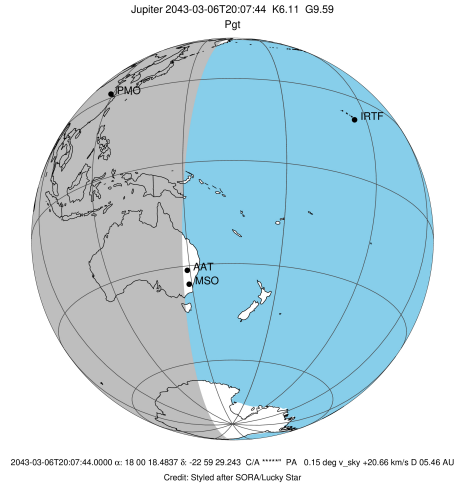 Jupiter 2043-03-06T20:07:44 K6.11 G9.59
Pgt
PMO
IRTF
AAT
MSO
2043-03-06T20:07:44.0000 α: 18 00 18.4837 δ: -22 59 29.243 C/A *****" PA 0.15 deg v_sky +20.66 km/s D 05.46 AU
Credit: Styled after SORA/Lucky Star